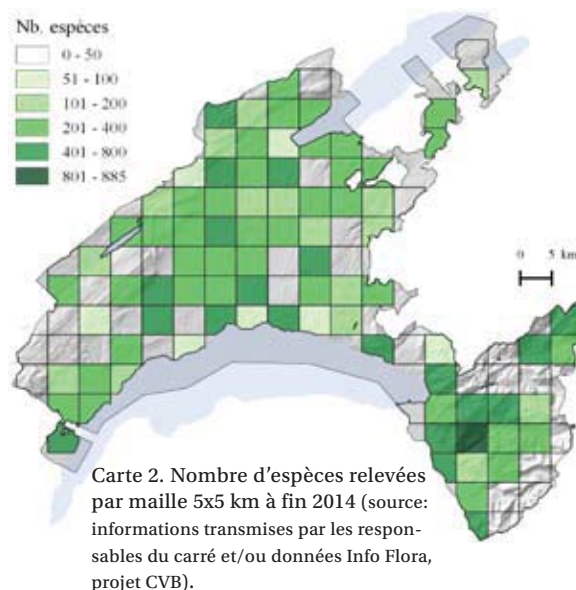 Nb. espèces
0 - 50
51 - 100
101 - 200
201 - 400
401 - 800
801 - 885
0 5 km
Carte 2. Nombre d'espèces relevées
par maille 5x5 km à fin 2014 (source:
informations transmises par les respon-
sables du carré et/ou données Info Flora,
projet CVB).